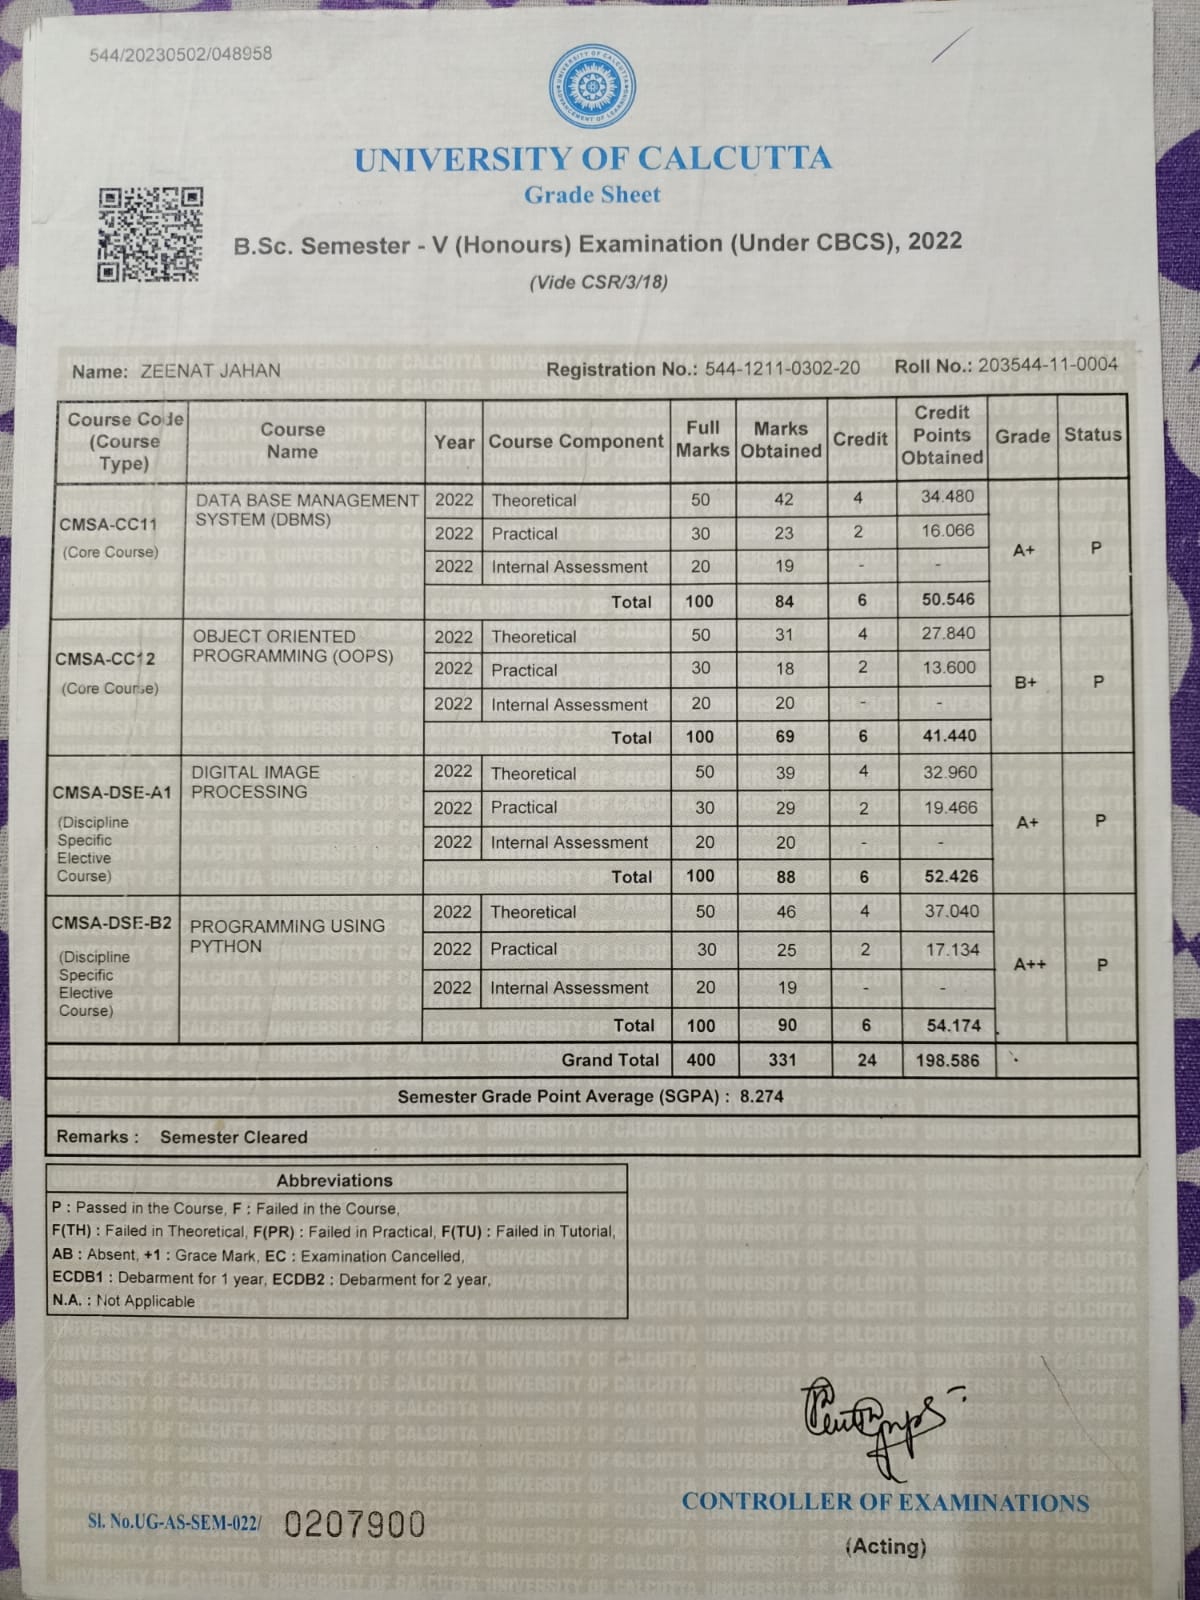 544/20230502/048958
UNIVERSITY OF CALCUTTA
ADVANCEMENT OF LEARNING
UNIVERSITY OF CALCUTTA
Grade Sheet
B.Sc. Semester - V (Honours) Examination (Under CBCS), 2022
(Vide CSR/3/18)
Name: ZEENAT JAHAN Registration No.: 544-1211-0302-20 Roll No.: 203544-11-0004
Course Code (Course Type) Course Name Year Course Component Full Marks Marks Obtained Credit Credit Points Obtained Grade Status
CMSA-CC11 (Core Course) DATA BASE MANAGEMENT SYSTEM (DBMS) 2022 Theoretical 50 42 4 34.480 A+ P
2022 Practical 30 23 2 16.066
2022 Internal Assessment 20 19 - -
Total 100 84 6 50.546
CMSA-CC12 (Core Course) OBJECT ORIENTED PROGRAMMING (OOPS) 2022 Theoretical 50 31 4 27.840 B+ P
2022 Practical 30 18 2 13.600
2022 Internal Assessment 20 20 - -
Total 100 69 6 41.440
CMSA-DSE-A1 (Discipline Specific Elective Course) DIGITAL IMAGE PROCESSING 2022 Theoretical 50 39 4 32.960 A+ P
2022 Practical 30 29 2 19.466
2022 Internal Assessment 20 20 - -
Total 100 88 6 52.426
CMSA-DSE-B2 (Discipline Specific Elective Course) PROGRAMMING USING PYTHON 2022 Theoretical 50 46 4 37.040 A++ P
2022 Practical 30 25 2 17.134
2022 Internal Assessment 20 19 - -
Total 100 90 6 54.174
Grand Total 400 331 24 198.586
Semester Grade Point Average (SGPA) : 8.274
Remarks : Semester Cleared
Abbreviations
P : Passed in the Course, F : Failed in the Course,
F(TH) : Failed in Theoretical, F(PR) : Failed in Practical, F(TU) : Failed in Tutorial,
AB : Absent, +1 : Grace Mark, EC : Examination Cancelled,
ECDB1 : Debarment for 1 year, ECDB2 : Debarment for 2 year,
N.A. : Not Applicable
CONTROLLER OF EXAMINATIONS
(Acting)
Sl. No.UG-AS-SEM-022/ 0207900